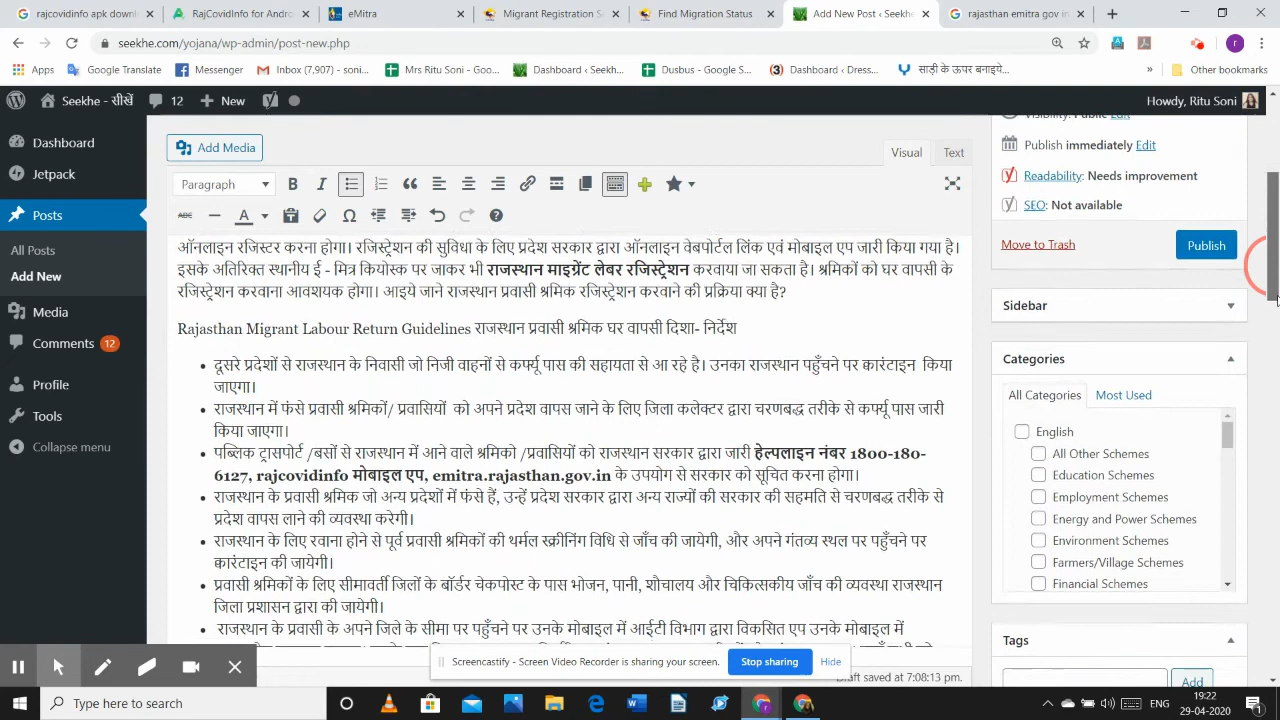 rajcovidinfo apk downl
RajCovidInfo for Androi
eMitra
Migrant Registration S
Find Migration Status
Add New Post ‹ Seekhe
rajasthan emitra gov in
seekhe.com/yojana/wp-admin/post-new.php
Apps
Google Translate
Messenger
Inbox (7,907) - soni...
Mrs Ritu Soni - Goo...
Dashboard ‹ Seekh...
Dusbus - Google S...
Dashboard ‹ Dress...
साड़ी के ऊपर बनाइये...
Other bookmarks
Seekhe - सीखें
12
New
Howdy, Ritu Soni
Dashboard
Jetpack
Posts
All Posts
Add New
Media
Comments 12
Profile
Tools
Collapse menu
Add Media
Visual
Text
Paragraph
ऑनलाइन रजिस्टर करना होगा। रजिस्ट्रेशन की सुविधा के लिए प्रदेश सरकार द्वारा ऑनलाइन वेबपोर्टल लिंक एवं मोबाइल एप जारी किया गया है।
इसके अतिरिक्त स्थानीय ई - मित्र कियोस्क पर जाकर भी राजस्थान माइग्रेंट लेबर रजिस्ट्रेशन करवाया जा सकता है। श्रमिकों को घर वापसी के
रजिस्ट्रेशन करवाना आवशयक होगा। आइये जाने राजस्थान प्रवासी श्रमिक रजिस्ट्रेशन करवाने की प्रक्रिया क्या है?
Rajasthan Migrant Labour Return Guidelines राजस्थान प्रवासी श्रमिक घर वापसी दिशा- निर्देश
दूसरे प्रदेशों से राजस्थान के निवासी जो निजी वाहनों से कर्फ्यू पास की सहायता से आ रहे है। उनका राजस्थान पहुँचने पर क्वारंटाइन किया
जाएगा।
राजस्थान में फंसे प्रवासी श्रमिकों/ प्रवासियों को अपने प्रदेश वापस जाने के लिए जिला कलेक्टर द्वारा चरणबद्ध तरीके से कर्फ्यू पास जारी
किया जाएगा।
पब्लिक ट्रासपोर्ट /बसों से राजस्थान में आने वाले श्रमिको /प्रवासियों को राजस्थान सरकार द्वारा जारी हेल्पलाइन नंबर 1800-180-
6127, rajcovidinfo मोबाइल एप, emitra.rajasthan.gov.in के उपयोग से सरकार को सूचित करना होगा।
राजस्थान के प्रवासी श्रमिक जो अन्य प्रदेशों में फंसे हैं, उन्हें प्रदेश सरकार द्वारा अन्य राज्यों की सरकार की सहमति से चरणबद्ध तरीके से
प्रदेश वापस लाने की व्यवस्था करेगी।
राजस्थान के लिए रवाना होने से पूर्व प्रवासी श्रमिकों की थर्मल स्क्रीनिंग विधि से जाँच की जायेगी, और अपने गंतव्य स्थल पर पहुँचने पर
क्वारंटाइन की जायेगी।
प्रवासी श्रमिकों के लिए सीमावर्ती जिलों के बॉर्डर चेकपोस्ट के पास भोजन, पानी, शौचालय और चिकित्सकीय जाँच की व्यवस्था राजस्थान
जिला प्रशासन द्वारा की जायेगी।
राजस्थान के प्रवासी के अपने जिले के सीमा पर पहुँचने पर उनके मोबाइल में आईटी विभाग द्वारा विकसित एप उनके मोबाइल में
Visibility: Public Edit
Publish immediately Edit
Readability: Needs improvement
SEO: Not available
Move to Trash
Publish
Sidebar
Categories
All Categories
Most Used
English
All Other Schemes
Education Schemes
Employment Schemes
Energy and Power Schemes
Environment Schemes
Farmers/Village Schemes
Financial Schemes
Tags
Add
Screencastify - Screen Video Recorder is sharing your screen.
Stop sharing
Hide
Draft saved at 7:08:13 pm.
Type here to search
ENG
19:22
29-04-2020